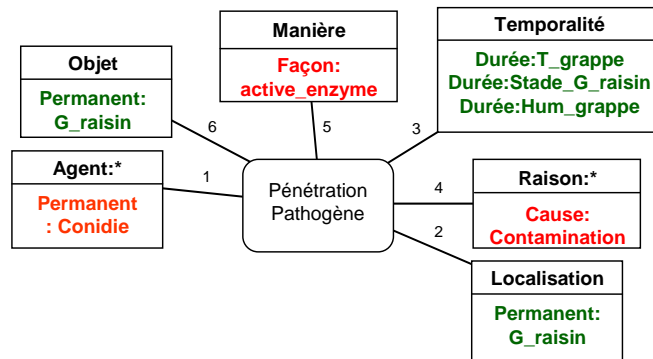 Manière
Façon:
active_enzyme
Temporalité
Durée:T_grappe
Durée:Stade_G_raisin
Durée:Hum_grappe
Objet
Permanent:
G_raisin
6
5
3
Agent:*
Permanent
: Conidie
1
Pénétration
Pathogène
4
Raison:*
Cause:
Contamination
2
Localisation
Permanent:
G_raisin